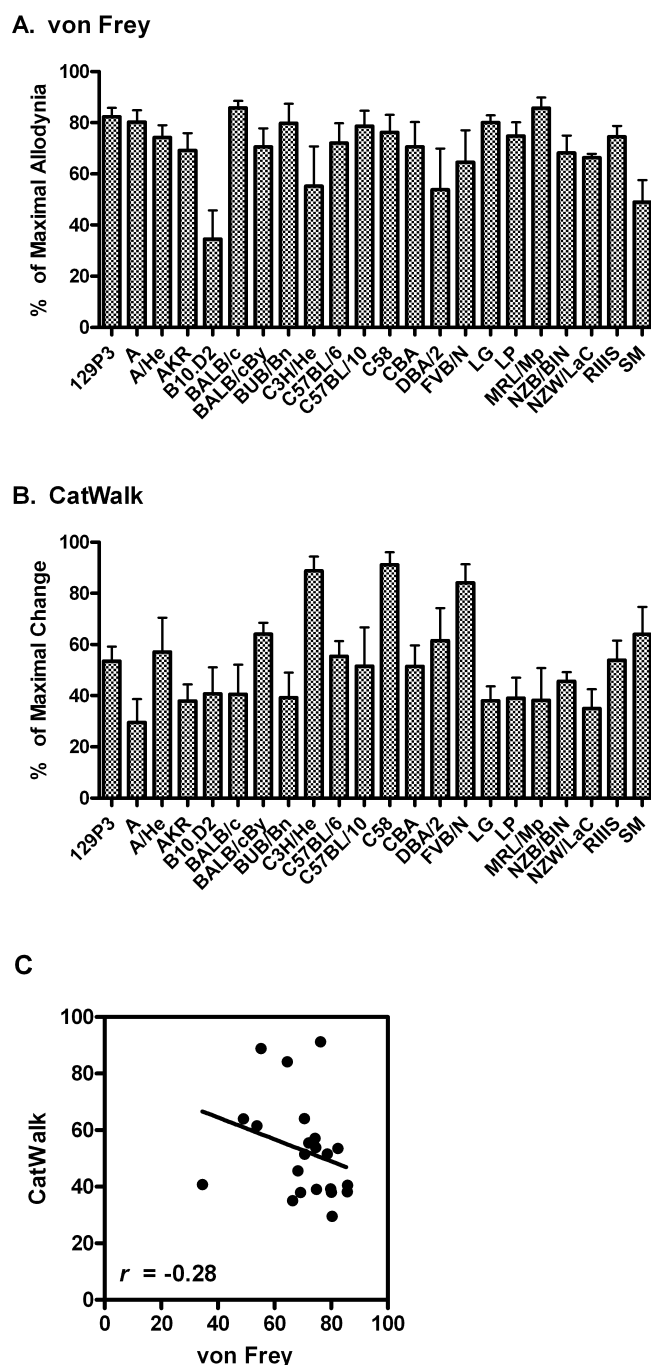 A. von Frey
% of Maximal Allodynia
100
80
60
40
20
0
129P3
A
A/He
AKR
B10.D2
BALB/c
BALB/cBy
BUB/Bn
C3H/He
C57BL/6
C57BL/10
C58
CBA
DBA/2
FVB/N
LG
LP
MRL/Mp
NZB/BIN
NZW/LaC
RIIIS
SM
B. CatWalk
% of Maximal Change
100
80
60
40
20
0
129P3
A
A/He
AKR
B10.D2
BALB/c
BALB/cBy
BUB/Bn
C3H/He
C57BL/6
C57BL/10
C58
CBA
DBA/2
FVB/N
LG
LP
MRL/Mp
NZB/BIN
NZW/LaC
RIIIS
SM
C
CatWalk
100
80
60
40
20
0
r = -0.28
0 20 40 60 80 100
von Frey